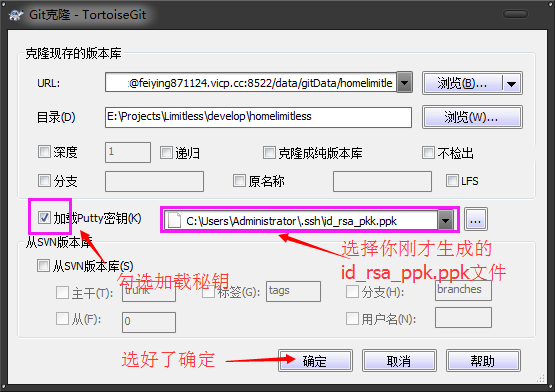 Git克隆 - TortoiseGit
克隆现存的版本库
URL: @feiying871124.vicp.cc:8522/data/gitData/homelimitle 浏览(B)...
目录(D) E:\Projects\Limitless\develop\homelimitless 浏览(W)...
深度 1 递归 克隆成纯版本库 不检出
分支 原名称 LFS
加载Putty密钥(K) C:\Users\Administrator\.ssh\id_rsa_pkk.ppk ...
从SVN版本库
选择你刚才生成的
从SVN版本库(S)
勾选加载秘钥
id_rsa_ppk.ppk文件
主干(T): trunk 标签(G): tags 分支(H): branches
从(F): 0 用户名(N):
选好了确定 确定 取消 帮助